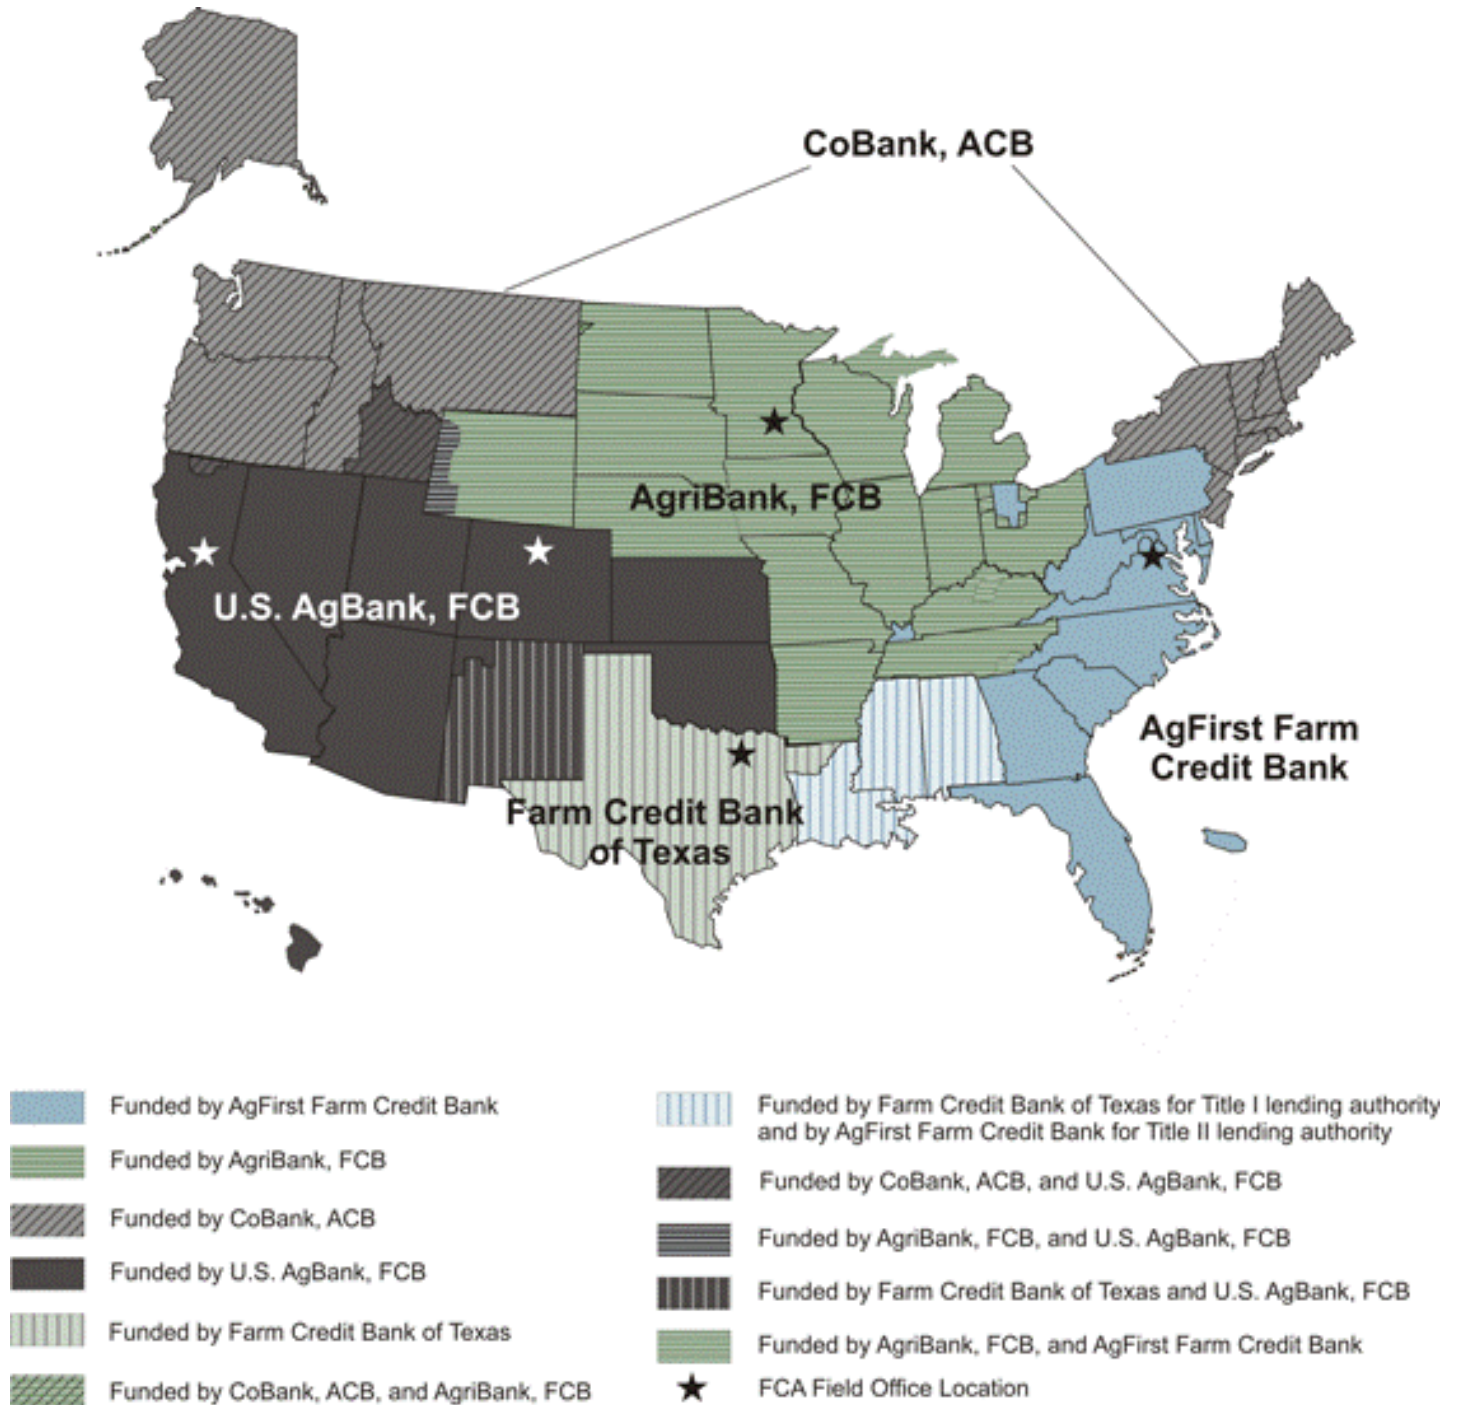 CoBank, ACB
AgriBank, FCB
U.S. AgBank, FCB
AgFirst Farm
Credit Bank
Farm Credit Bank
of Texas
Funded by AgFirst Farm Credit Bank
Funded by AgriBank, FCB
Funded by CoBank, ACB
Funded by U.S. AgBank, FCB
Funded by Farm Credit Bank of Texas
Funded by CoBank, ACB, and AgriBank, FCB
Funded by Farm Credit Bank of Texas for Title I lending authority
and by AgFirst Farm Credit Bank for Title II lending authority
Funded by CoBank, ACB, and U.S. AgBank, FCB
Funded by AgriBank, FCB, and U.S. AgBank, FCB
Funded by Farm Credit Bank of Texas and U.S. AgBank, FCB
Funded by AgriBank, FCB, and AgFirst Farm Credit Bank
FCA Field Office Location